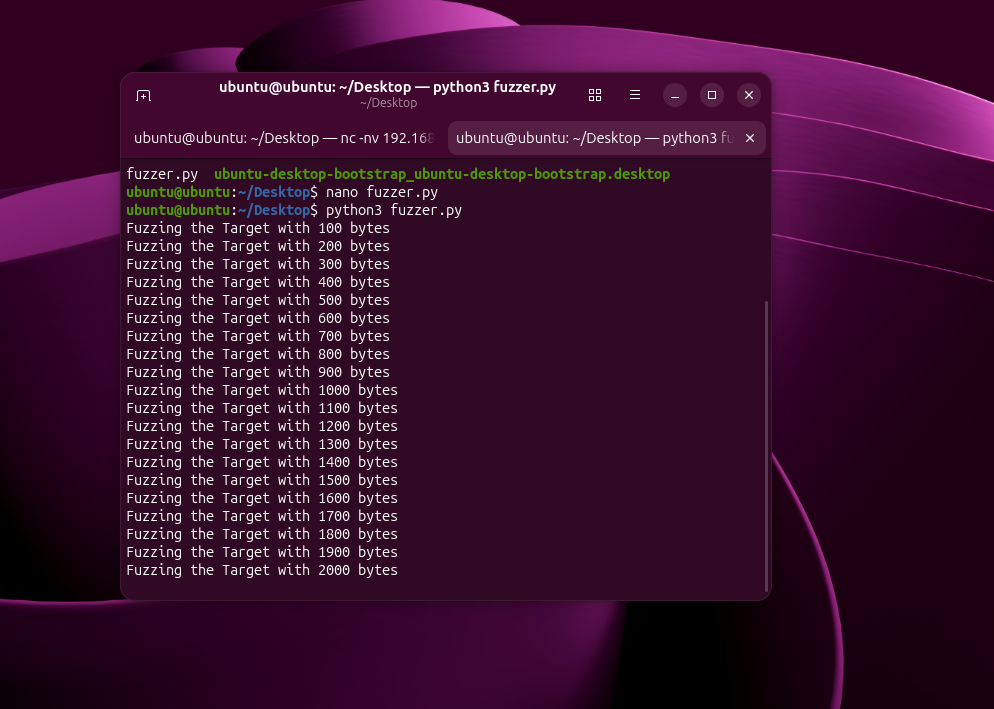 ubuntu@ubuntu: ~/Desktop — python3 fuzzer.py
~/Desktop
ubuntu@ubuntu: ~/Desktop — nc -nv 192.168
ubuntu@ubuntu: ~/Desktop — python3 fu
fuzzer.py  ubuntu-desktop-bootstrap_ubuntu-desktop-bootstrap.desktop
ubuntu@ubuntu:~/Desktop$ nano fuzzer.py
ubuntu@ubuntu:~/Desktop$ python3 fuzzer.py
Fuzzing the Target with 100 bytes
Fuzzing the Target with 200 bytes
Fuzzing the Target with 300 bytes
Fuzzing the Target with 400 bytes
Fuzzing the Target with 500 bytes
Fuzzing the Target with 600 bytes
Fuzzing the Target with 700 bytes
Fuzzing the Target with 800 bytes
Fuzzing the Target with 900 bytes
Fuzzing the Target with 1000 bytes
Fuzzing the Target with 1100 bytes
Fuzzing the Target with 1200 bytes
Fuzzing the Target with 1300 bytes
Fuzzing the Target with 1400 bytes
Fuzzing the Target with 1500 bytes
Fuzzing the Target with 1600 bytes
Fuzzing the Target with 1700 bytes
Fuzzing the Target with 1800 bytes
Fuzzing the Target with 1900 bytes
Fuzzing the Target with 2000 bytes